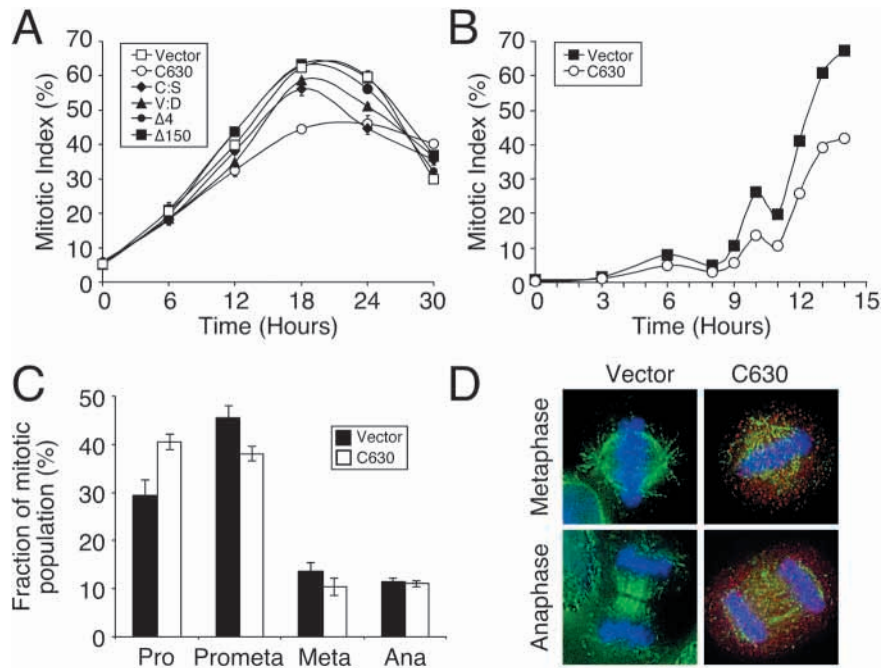 A
Mitotic Index (%)
70
60
50
40
30
20
10
0
Vector
C630
C:S
V:D
Δ4
Δ150
0 6 12 18 24 30
Time (Hours)
B
Mitotic Index (%)
70
60
50
40
30
20
10
0
Vector
C630
0 3 6 9 12 15
Time (Hours)
C
Fraction of mitotic
population (%)
50
40
30
20
10
0
Vector
C630
Pro Prometa Meta Ana
D
Vector C630
Metaphase
Anaphase